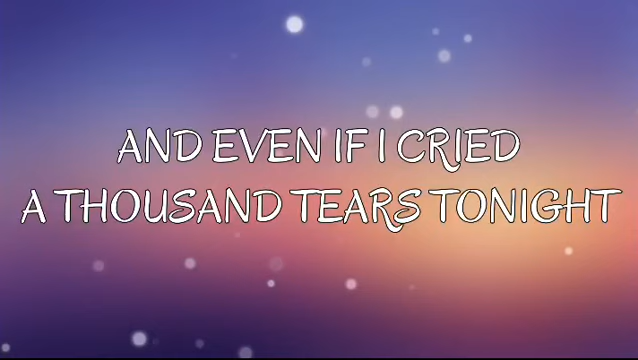 AND EVEN IF I CRIED
A THOUSAND TEARS TONIGHT